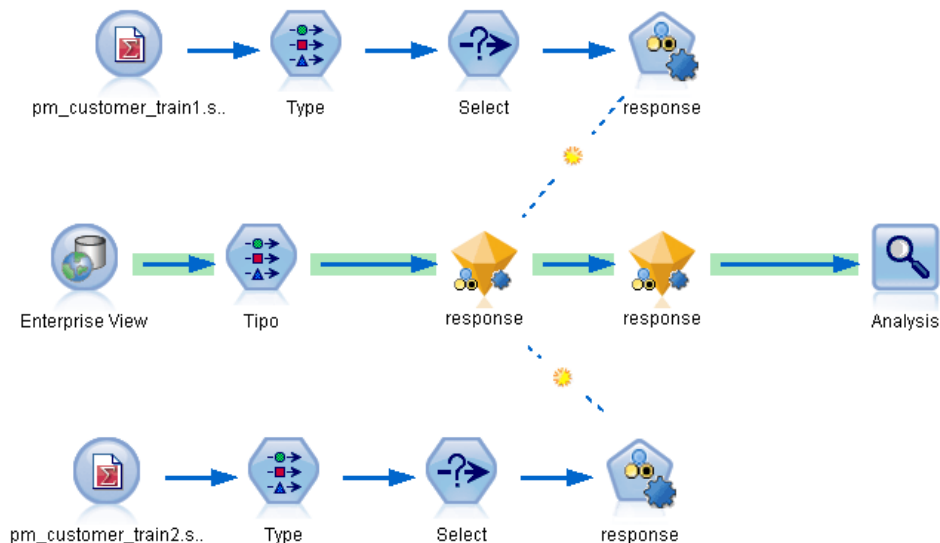 pm_customer_train1.s..
Type
Select
response
Enterprise View
Tipo
response
response
Analysis
pm_customer_train2.s..
Type
Select
response